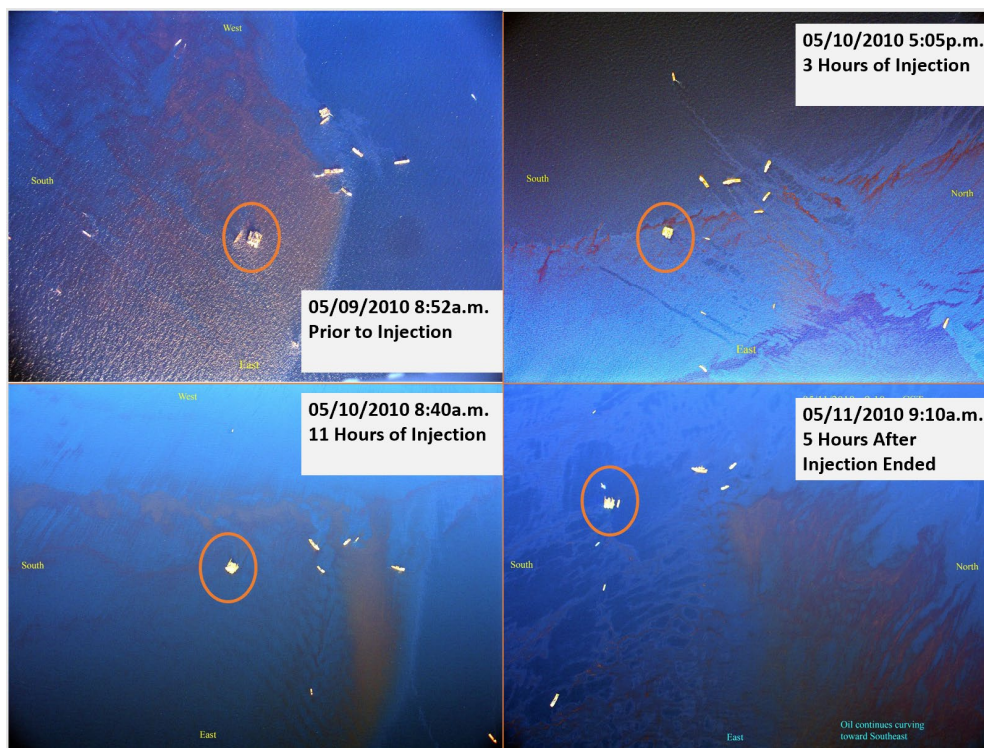 West
South
05/09/2010 8:52a.m.
Prior to Injection
East
05/10/2010 5:05p.m.
3 Hours of Injection
South
North
East
West
05/10/2010 8:40a.m.
11 Hours of Injection
South
East
05/11/2010 9:10a.m.
5 Hours After
Injection Ended
South
North
East
Oil continues curving
toward Southeast